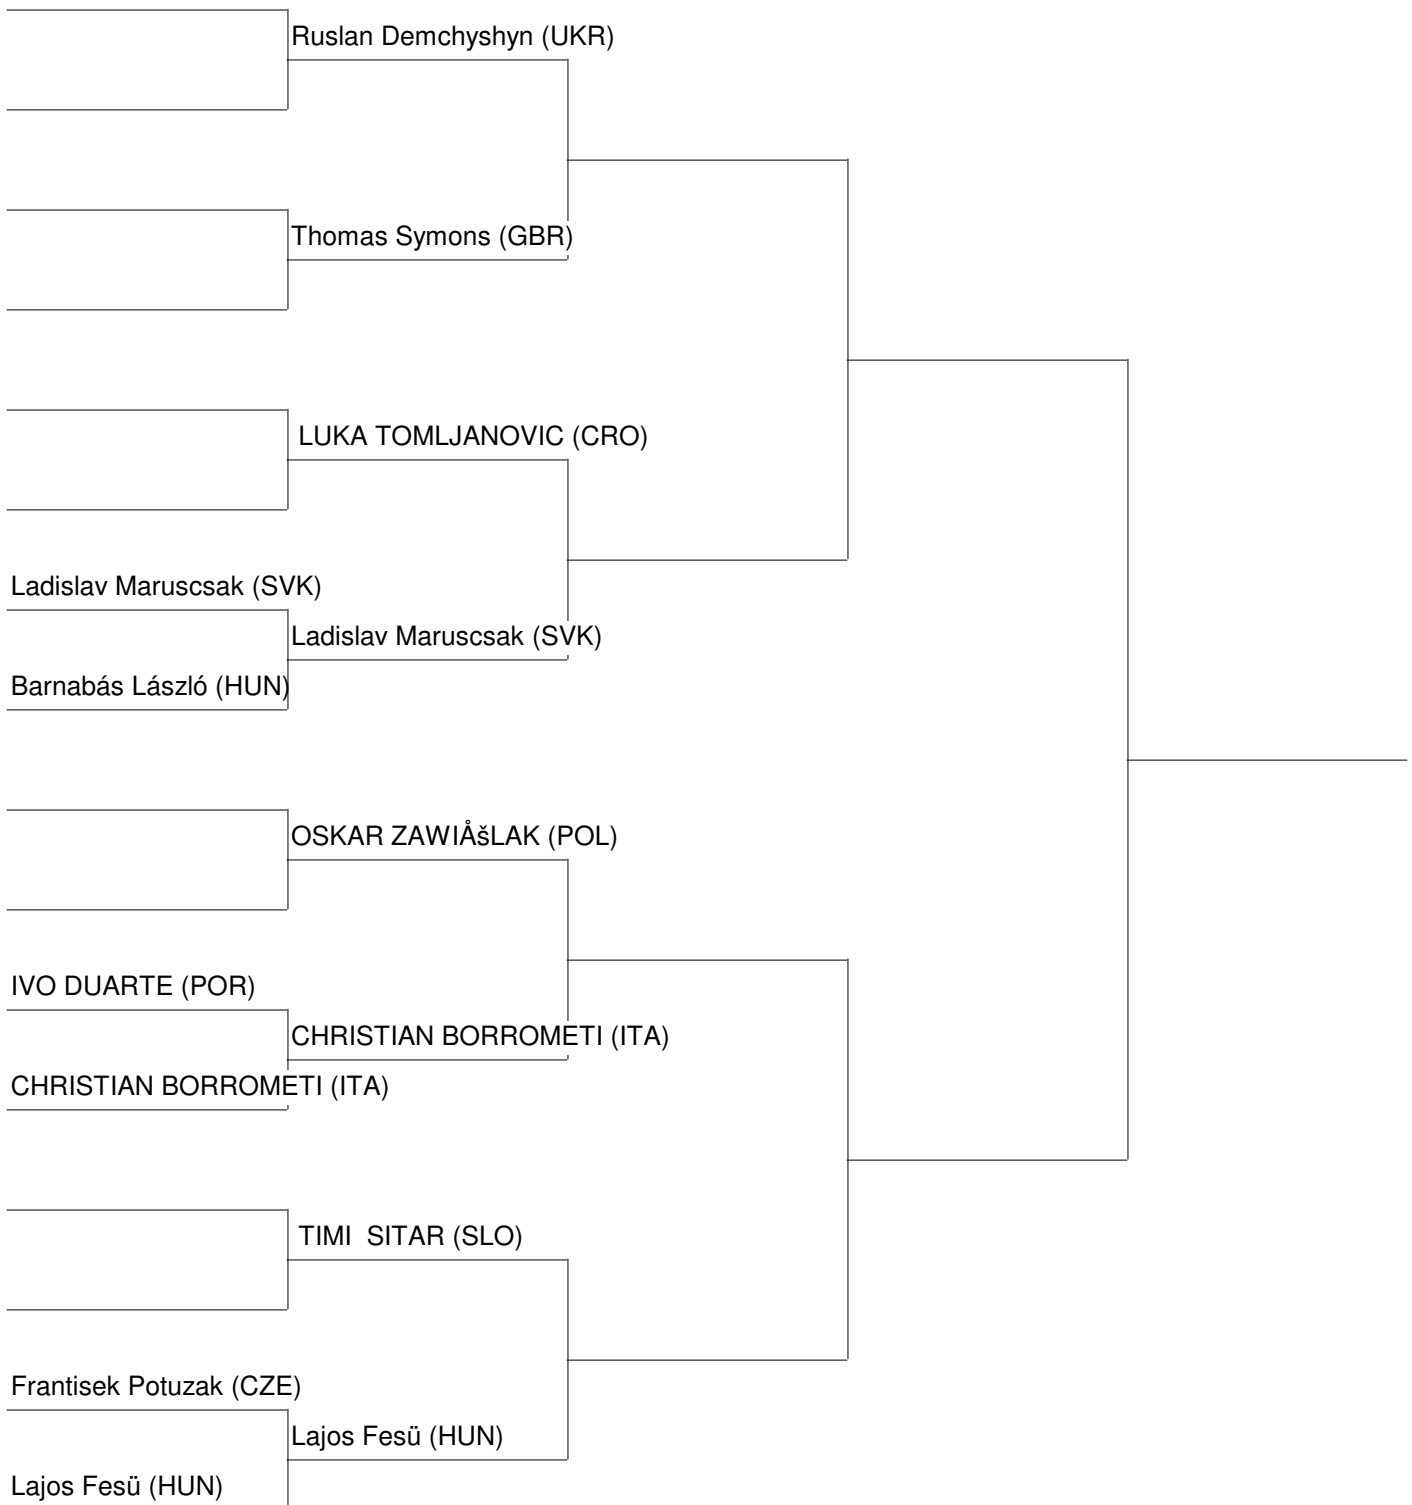 Ruslan Demchyshyn (UKR)
Thomas Symons (GBR)
LUKA TOMLJANOVIC (CRO)
Ladislav Maruscsak (SVK)
Ladislav Maruscsak (SVK)
Barnabás László (HUN)
OSKAR ZAWIÅšLAK (POL)
IVO DUARTE (POR)
CHRISTIAN BORROMETI (ITA)
CHRISTIAN BORROMETI (ITA)
TIMI  SITAR (SLO)
Frantisek Potuzak (CZE)
Lajos Fesü (HUN)
Lajos Fesü (HUN)